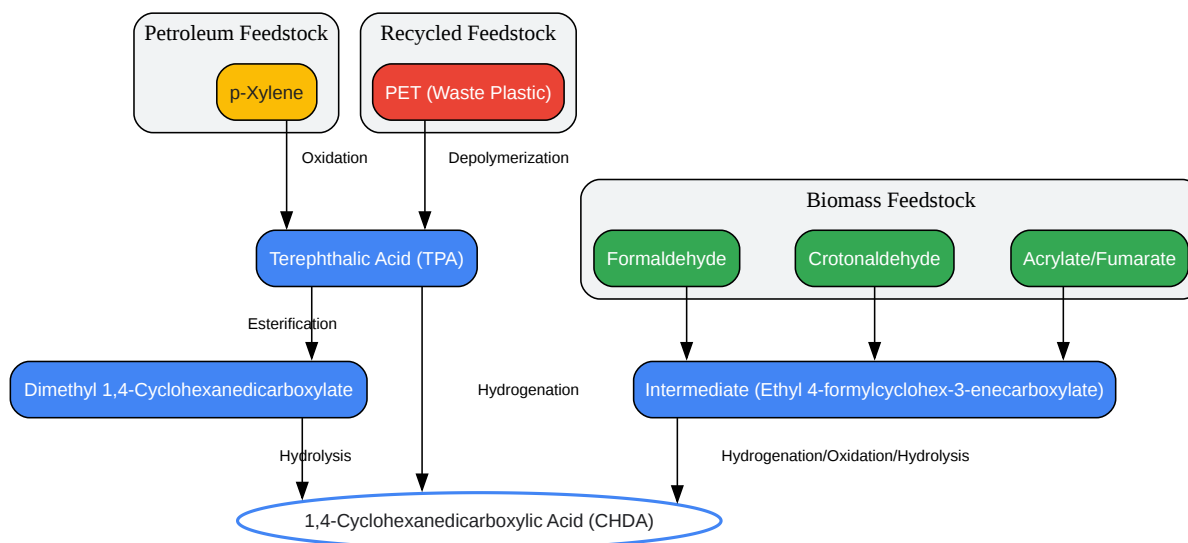 Petroleum Feedstock
Recycled Feedstock
p-Xylene
PET (Waste Plastic)
Oxidation
Depolymerization
Biomass Feedstock
Terephthalic Acid (TPA)
Formaldehyde
Crotonaldehyde
Acrylate/Fumarate
Esterification
Dimethyl 1,4-Cyclohexanedicarboxylate
Hydrogenation
Intermediate (Ethyl 4-formylcyclohex-3-enecarboxylate)
Hydrolysis
Hydrogenation/Oxidation/Hydrolysis
1,4-Cyclohexanedicarboxylic Acid (CHDA)